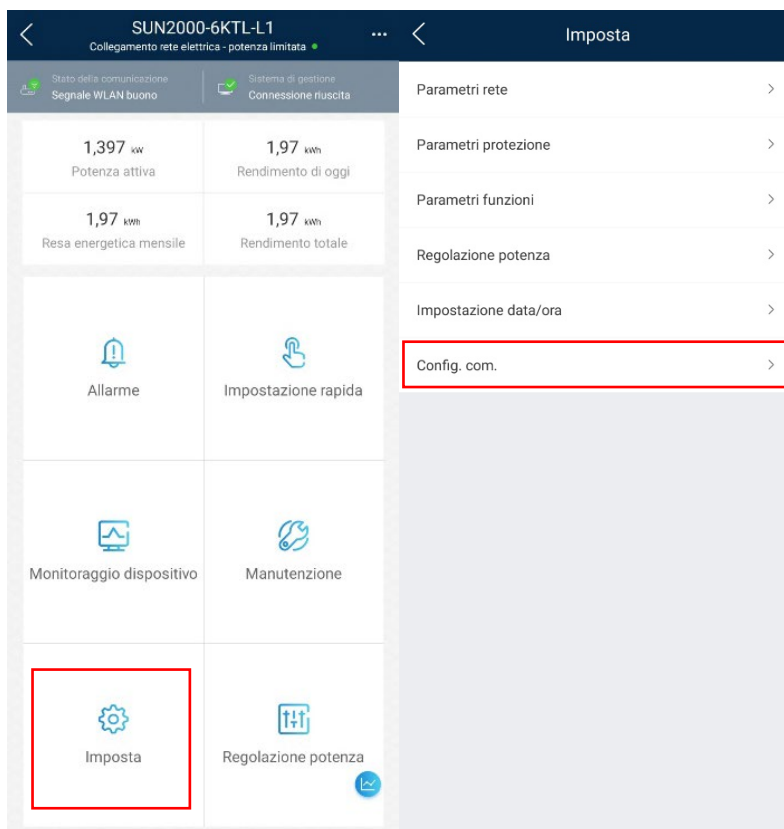 SUN2000-6KTL-L1
Collegamento rete elettrica - potenza limitata
Stato della comunicazione
Segnale WLAN buono
Sistema di gestione
Connessione riuscita
1,397 kW
Potenza attiva
1,97 kWh
Rendimento di oggi
1,97 kWh
Resa energetica mensile
1,97 kWh
Rendimento totale
Allarme
Impostazione rapida
Monitoraggio dispositivo
Manutenzione
Imposta
Regolazione potenza
Imposta
Parametri rete
Parametri protezione
Parametri funzioni
Regolazione potenza
Impostazione data/ora
Config. com.